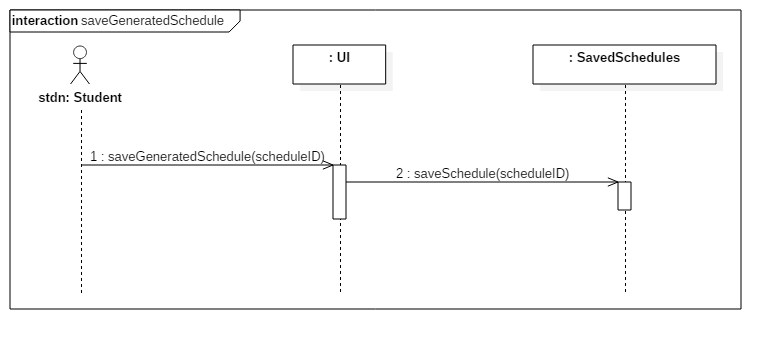 interaction saveGeneratedSchedule
stdn: Student
: UI
: SavedSchedules
1 : saveGeneratedSchedule(scheduleID)
2 : saveSchedule(scheduleID)